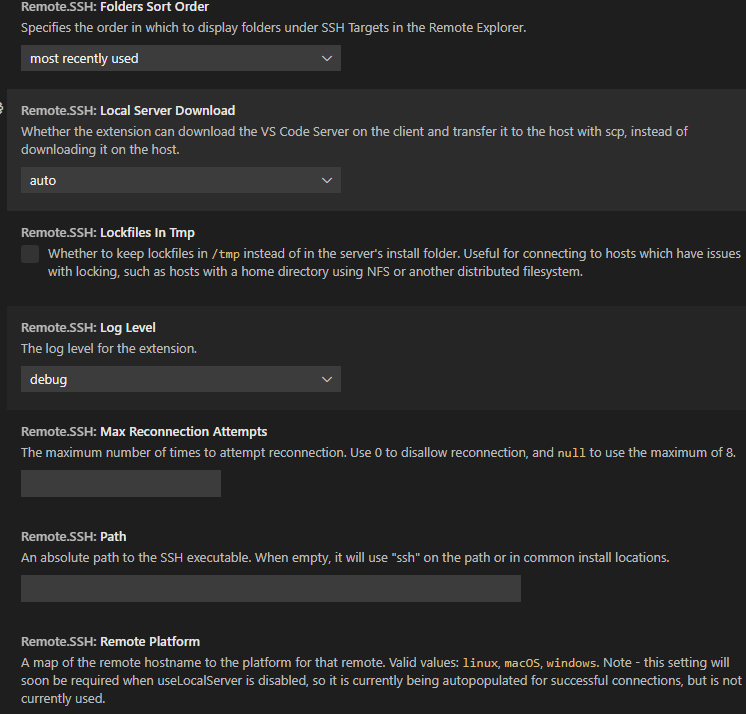 Remote.SSH: Folders Sort Order
Specifies the order in which to display folders under SSH Targets in the Remote Explorer.
most recently used
Remote.SSH: Local Server Download
Whether the extension can download the VS Code Server on the client and transfer it to the host with scp, instead of
downloading it on the host.
auto
Remote.SSH: Lockfiles In Tmp
Whether to keep lockfiles in /tmp instead of in the server's install folder. Useful for connecting to hosts which have issues
with locking, such as hosts with a home directory using NFS or another distributed filesystem.
Remote.SSH: Log Level
The log level for the extension.
debug
Remote.SSH: Max Reconnection Attempts
The maximum number of times to attempt reconnection. Use 0 to disallow reconnection, and null to use the maximum of 8.
Remote.SSH: Path
An absolute path to the SSH executable. When empty, it will use "ssh" on the path or in common install locations.
Remote.SSH: Remote Platform
A map of the remote hostname to the platform for that remote. Valid values: linux, macOS, windows. Note - this setting will
soon be required when useLocalServer is disabled, so it is currently being autopopulated for successful connections, but is not
currently used.